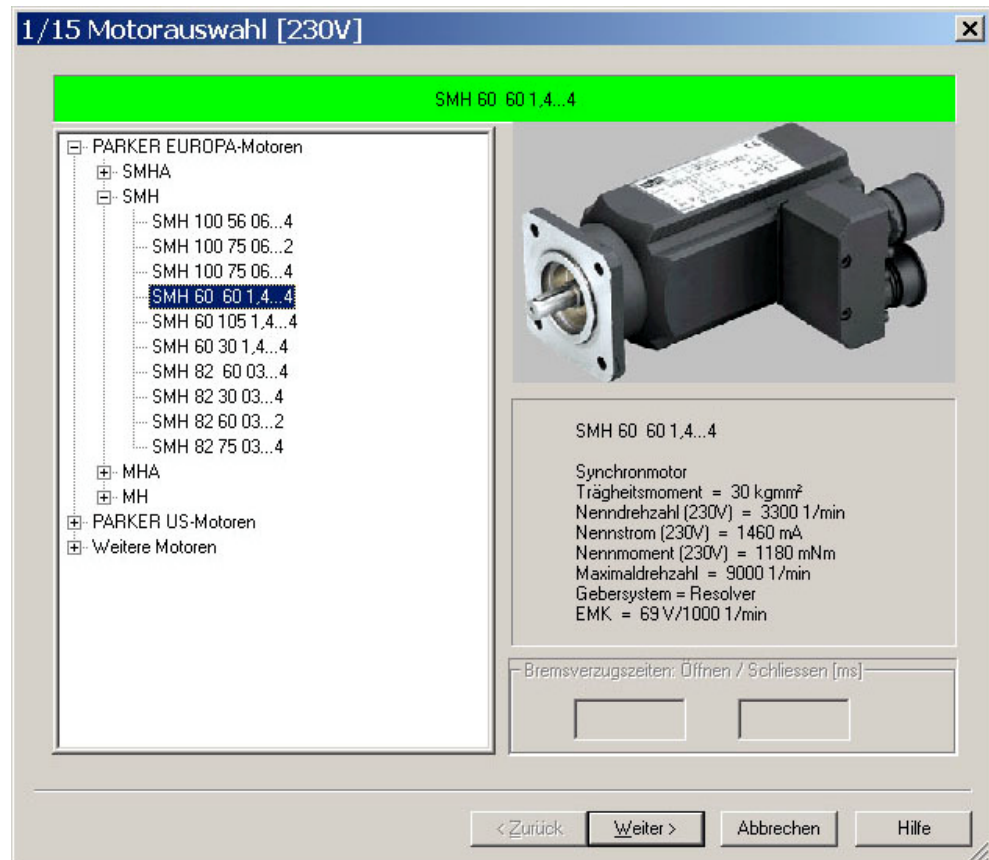 1/15 Motorauswahl [230V]
SMH 60  60 1,4...4
PARKER EUROPA-Motoren
SMHA
SMH
SMH 100 56 06...4
SMH 100 75 06...2
SMH 100 75 06...4
SMH 60  60 1,4...4
SMH 60 105 1,4...4
SMH 60 30 1,4...4
SMH 82  60 03...4
SMH 82 30 03...4
SMH 82 60 03...2
SMH 82 75 03...4
MHA
MH
PARKER US-Motoren
Weitere Motoren
SMH 60  60 1,4...4
Synchronmotor
Trägheitsmoment = 30 kgmm²
Nenndrehzahl (230V) = 3300 1/min
Nennstrom (230V) = 1460 mA
Nennmoment (230V) = 1180 mNm
Maximaldrehzahl = 9000 1/min
Gebersystem = Resolver
EMK = 69 V/1000 1/min
Bremsverzugszeiten: Öffnen / Schliessen [ms]
< Zurück
Weiter >
Abbrechen
Hilfe